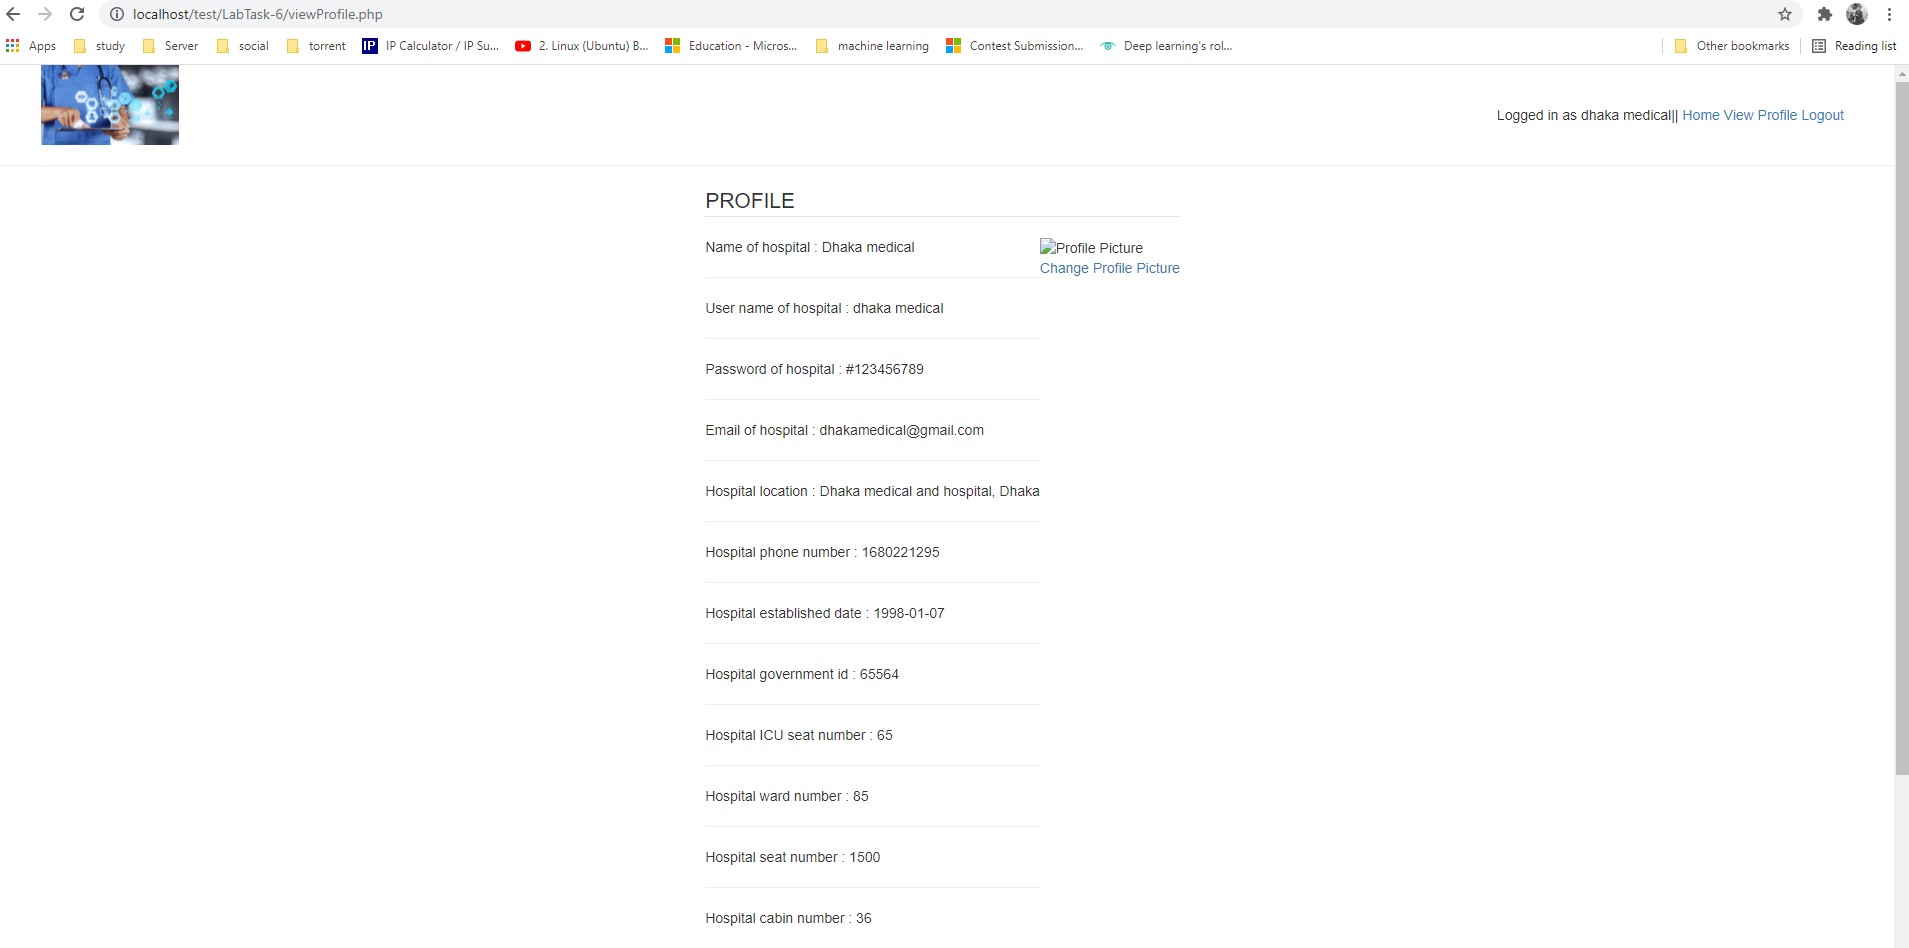 localhost/test/LabTask-6/viewProfile.php
Apps study Server social torrent IP IP Calculator / IP Su... 2. Linux (Ubuntu) B... Education - Micros... machine learning Contest Submission... Deep learning's rol... Other bookmarks Reading list
Logged in as dhaka medical|| Home View Profile Logout
PROFILE
Name of hospital : Dhaka medical
Profile Picture
Change Profile Picture
User name of hospital : dhaka medical
Password of hospital : #123456789
Email of hospital : dhakamedical@gmail.com
Hospital location : Dhaka medical and hospital, Dhaka
Hospital phone number : 1680221295
Hospital established date : 1998-01-07
Hospital government id : 65564
Hospital ICU seat number : 65
Hospital ward number : 85
Hospital seat number : 1500
Hospital cabin number : 36